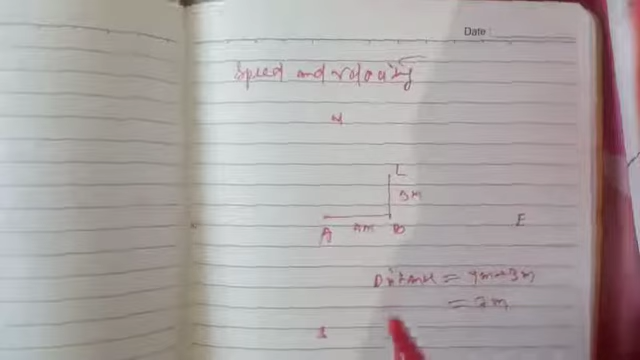 Date :
Speed and velocity
N
C
3m
A 4m B
E
Distance = 4m+3m
= 7m
S